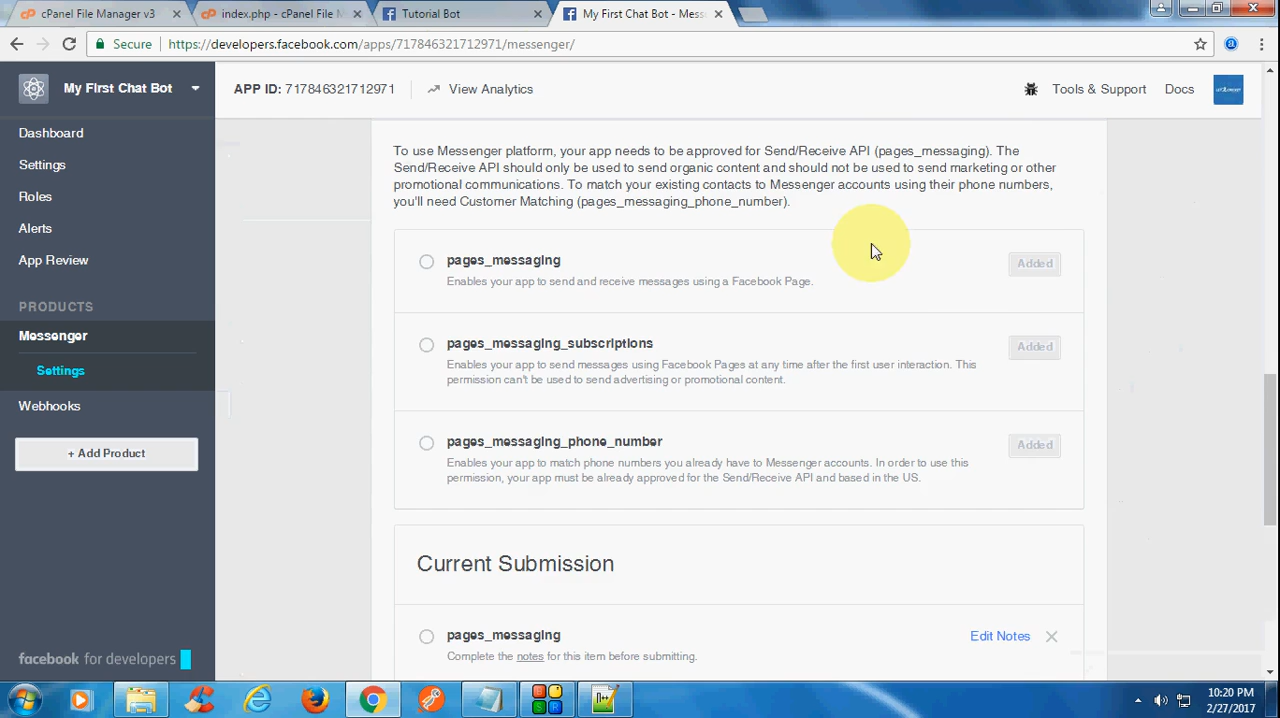 cPanel File Manager v3
index.php - cPanel File M
Tutorial Bot
My First Chat Bot - Mess
Secure
https://developers.facebook.com/apps/717846321712971/messenger/
My First Chat Bot
APP ID: 717846321712971
View Analytics
Tools & Support
Docs
Dashboard
Settings
Roles
Alerts
App Review
PRODUCTS
Messenger
Settings
Webhooks
+ Add Product
facebook for developers
To use Messenger platform, your app needs to be approved for Send/Receive API (pages_messaging). The
Send/Receive API should only be used to send organic content and should not be used to send marketing or other
promotional communications. To match your existing contacts to Messenger accounts using their phone numbers,
you'll need Customer Matching (pages_messaging_phone_number).
pages_messaging
Added
Enables your app to send and receive messages using a Facebook Page.
pages_messaging_subscriptions
Added
Enables your app to send messages using Facebook Pages at any time after the first user interaction. This
permission can't be used to send advertising or promotional content.
pages_messaging_phone_number
Added
Enables your app to match phone numbers you already have to Messenger accounts. In order to use this
permission, your app must be already approved for the Send/Receive API and based in the US.
Current Submission
pages_messaging
Edit Notes
Complete the notes for this item before submitting.
10:20 PM
2/27/2017